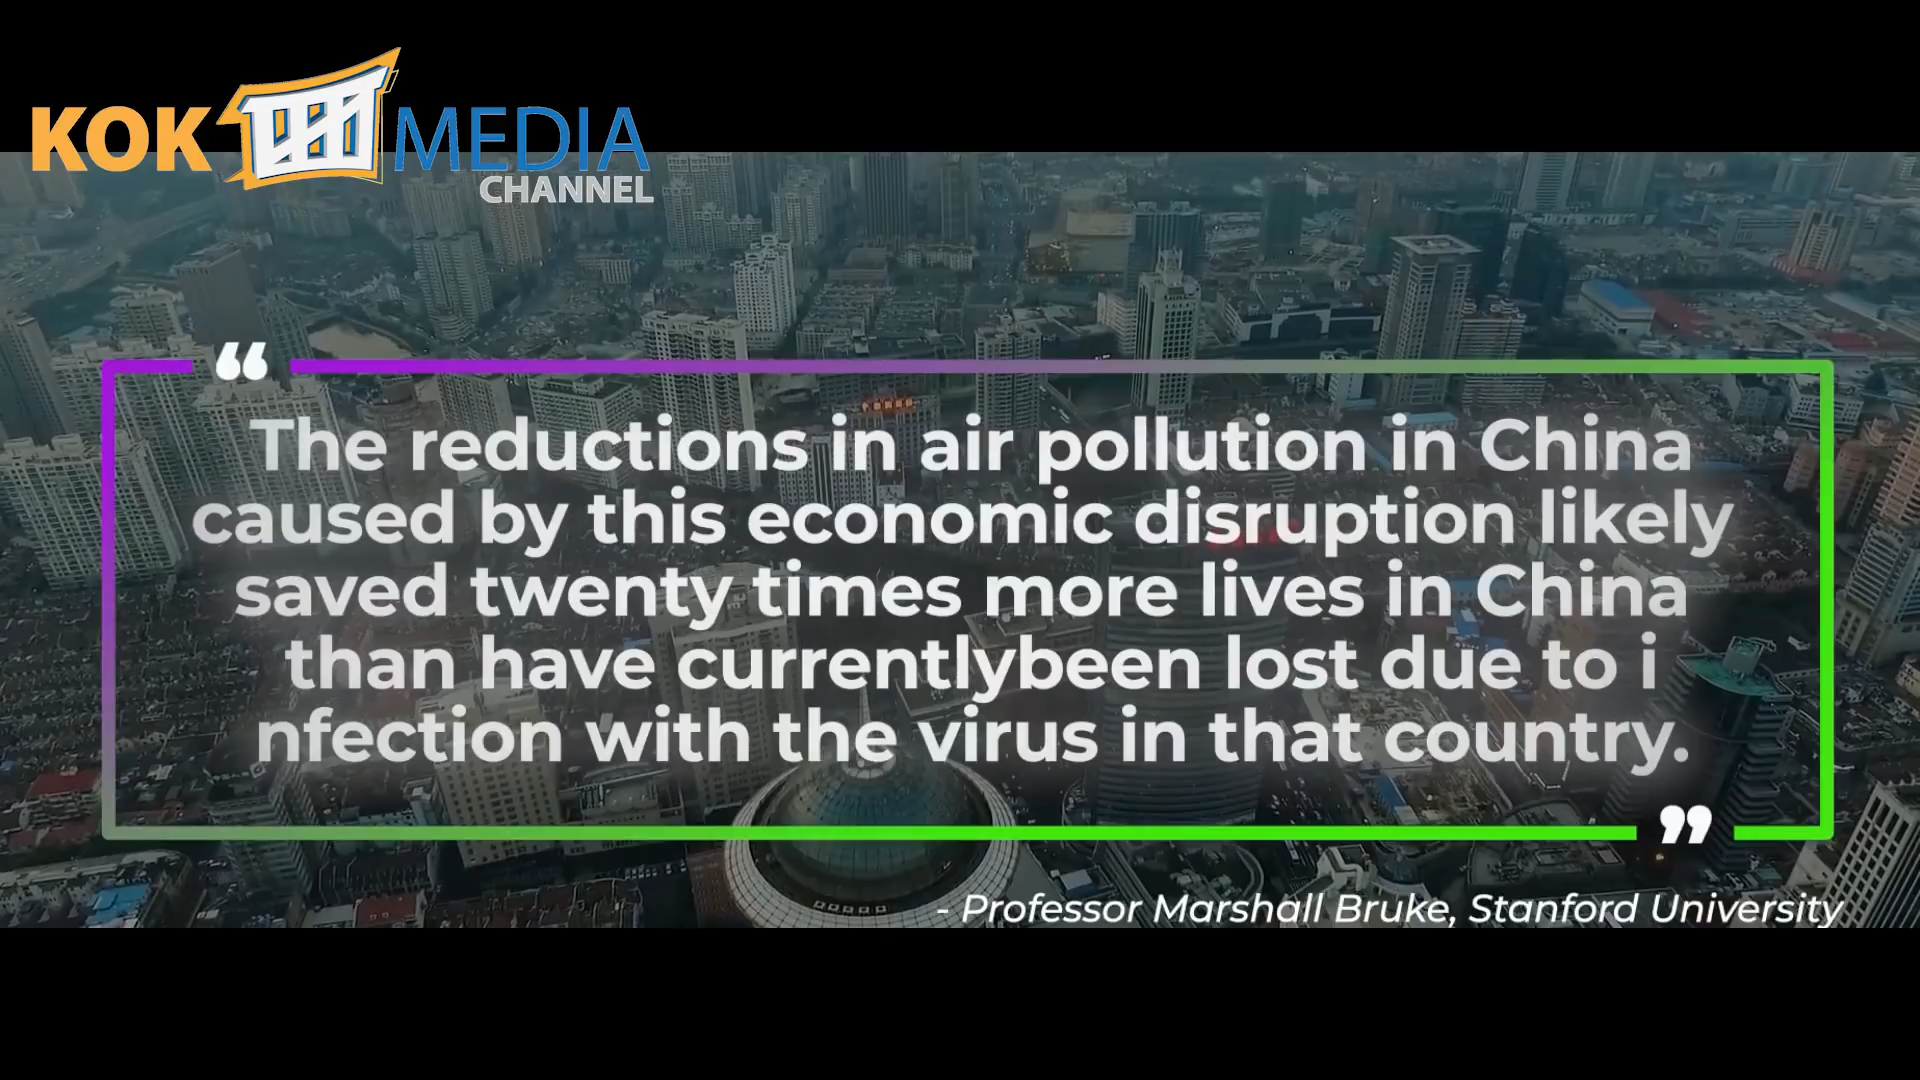 KOK MEDIA
CHANNEL
“
The reductions in air pollution in China
caused by this economic disruption likely
saved twenty times more lives in China
than have currentlybeen lost due to i
nfection with the virus in that country.
”
- Professor Marshall Bruke, Stanford University